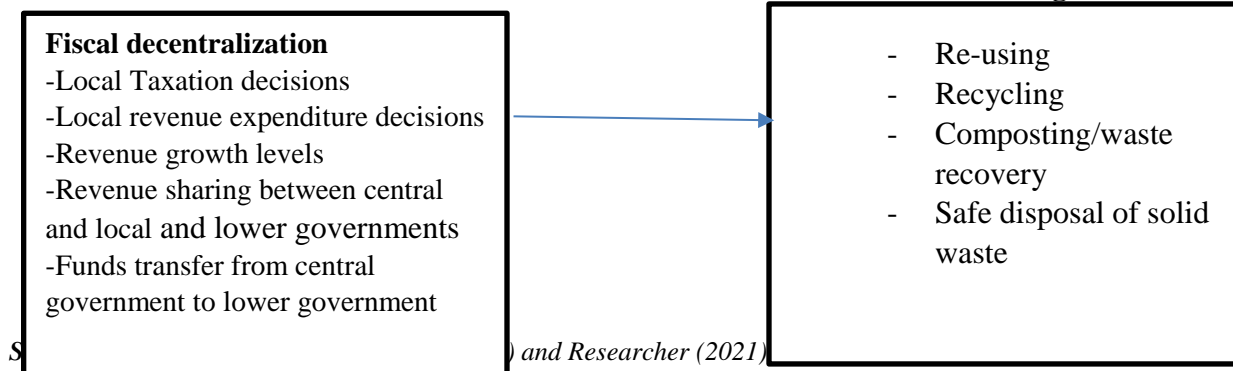 Fiscal decentralization
-Local Taxation decisions
-Local revenue expenditure decisions
-Revenue growth levels
-Revenue sharing between central
and local and lower governments
-Funds transfer from central
government to lower government
- Re-using
- Recycling
- Composting/waste
recovery
- Safe disposal of solid
waste
) and Researcher (2021)